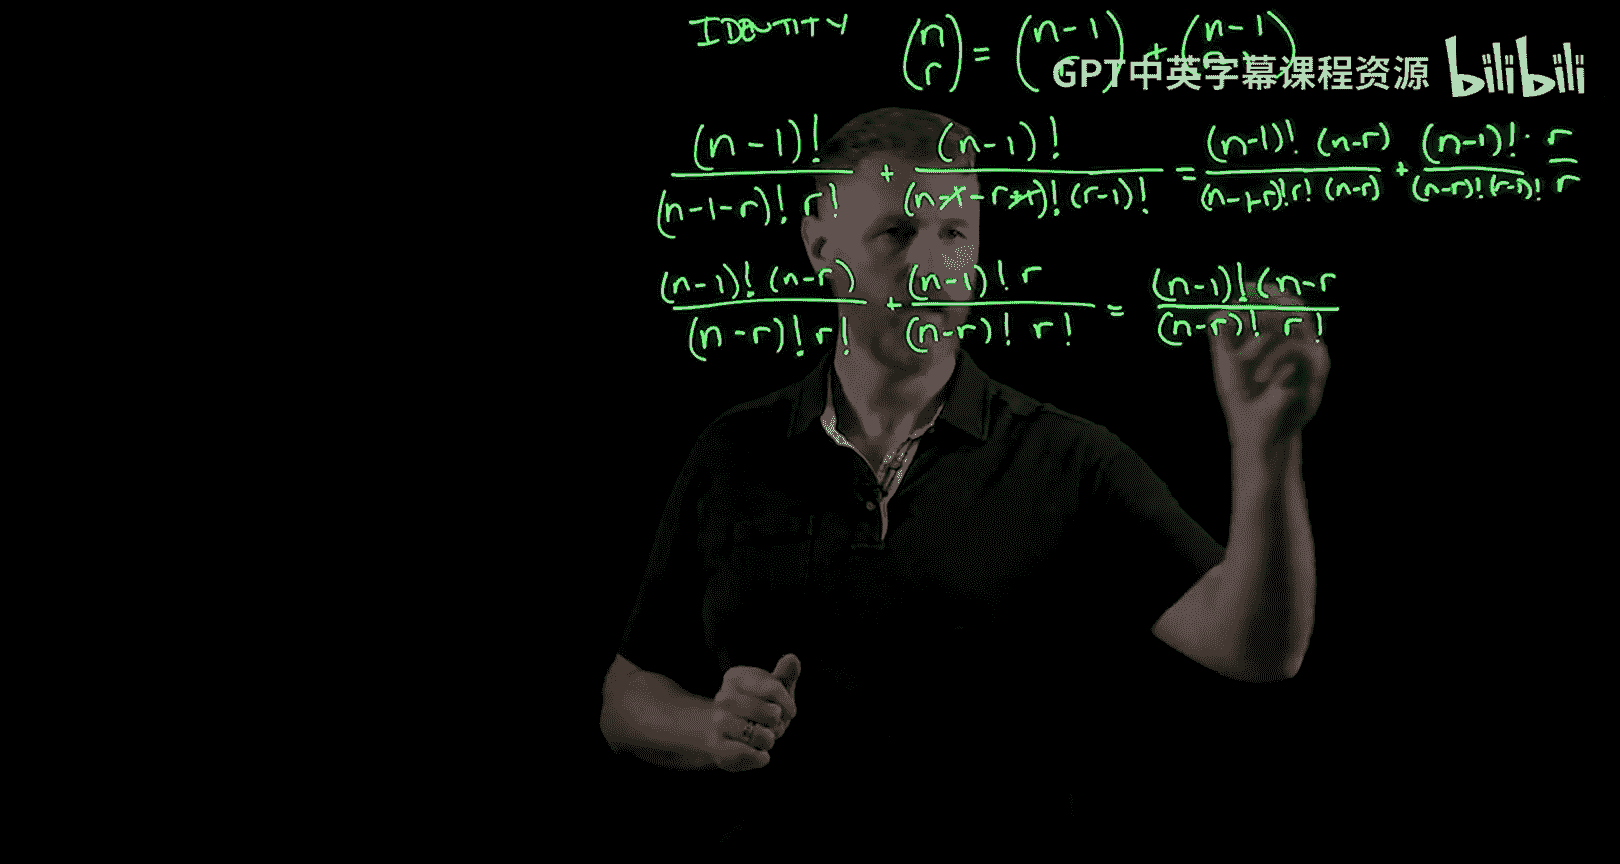 IDENTITY (n r) = (n-1 r) + (n-1
GPT中英字幕课程资源 bilibili
(n-1)! / (n-1-r)! r! + (n-1)! / (n-1-r+1)! (r-1)! = (n-1)! (n-r) / (n-1-r)! r! (n-r) + (n-1)! · r / (n-r)! (r-1)! r
(n-1)! (n-r) / (n-r)! r! + (n-1)! r / (n-r)! r! = (n-1)! (n-r / (n-r)! r!